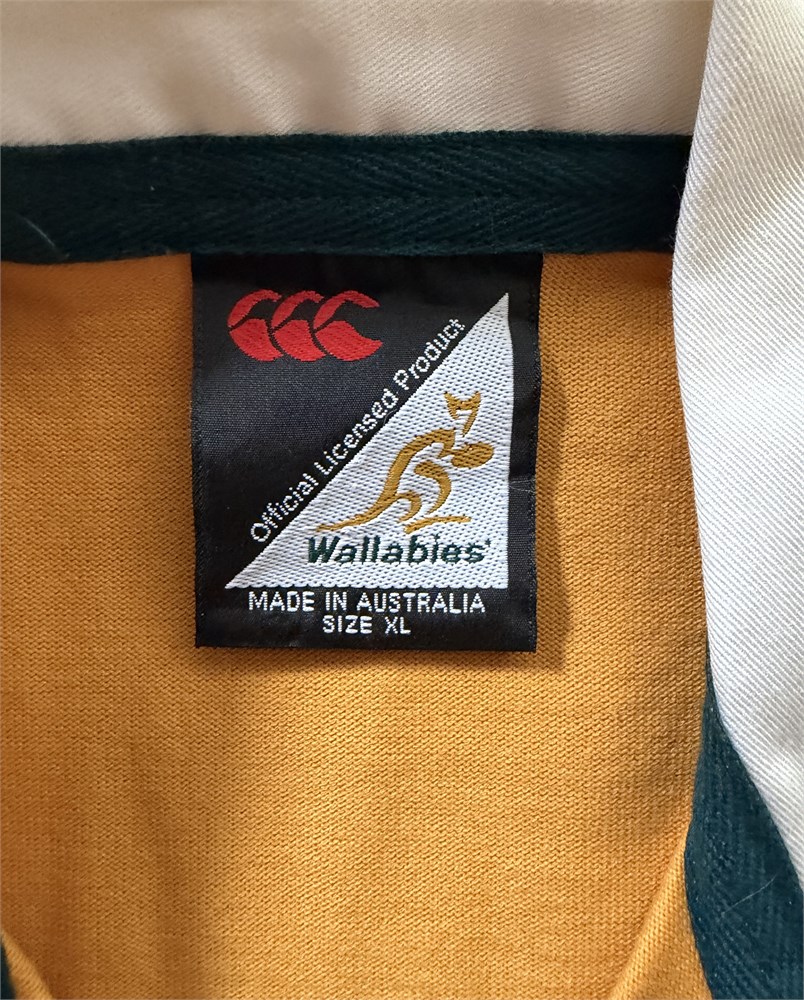 Official Licensed Product
Wallabies
MADE IN AUSTRALIA
SIZE XL